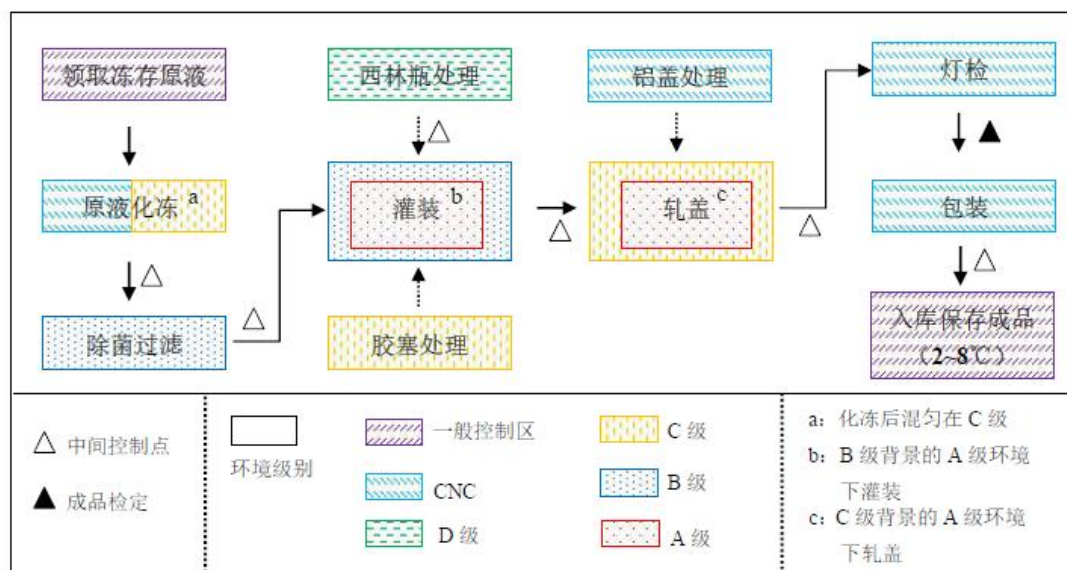 领取冻存原液
西林瓶处理
铝盖处理
灯检
原液化冻 a
灌装 b
轧盖 c
包装
除菌过滤
胶塞处理
入库保存成品
（2~8℃）
中间控制点
成品检定
环境级别
一般控制区
CNC
D 级
C 级
B 级
A 级
a：化冻后混匀在 C 级
b：B 级背景的 A 级环境
下灌装
c：C 级背景的 A 级环境
下轧盖